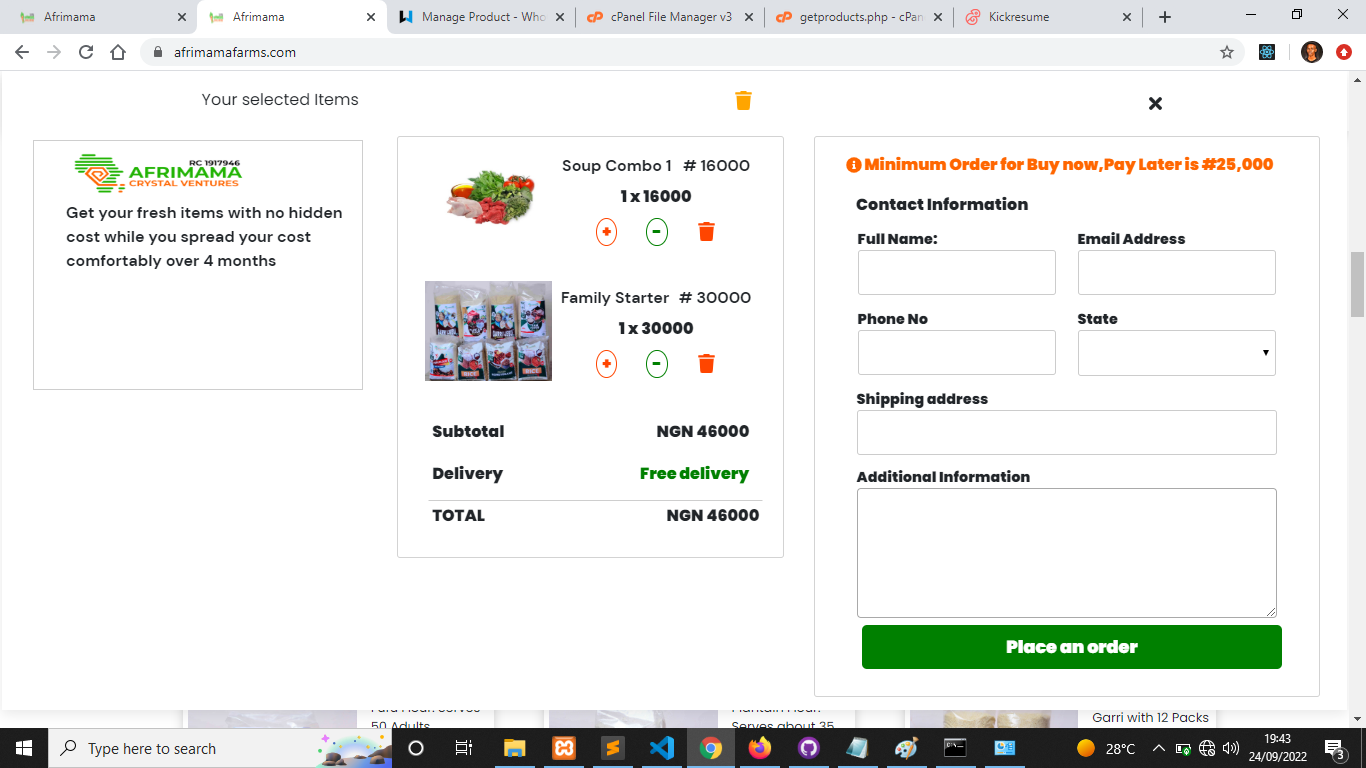 Afrimama
Afrimama
Manage Product - Who
cPanel File Manager v3
getproducts.php - cPan
Kickresume
afrimamafarms.com
Your selected Items
RC 1917946
AFRIMAMA
CRYSTAL VENTURES
Get your fresh items with no hidden
cost while you spread your cost
comfortably over 4 months
Soup Combo 1 # 16000
1 x 16000
Family Starter # 30000
1 x 30000
Subtotal NGN 46000
Delivery Free delivery
TOTAL NGN 46000
Minimum Order for Buy now,Pay Later is #25,000
Contact Information
Full Name: Email Address
Phone No State
Shipping address
Additional Information
Place an order
50 Adults
Serves about 35
Garri with 12 Packs
Type here to search
28°C
19:43
24/09/2022
3